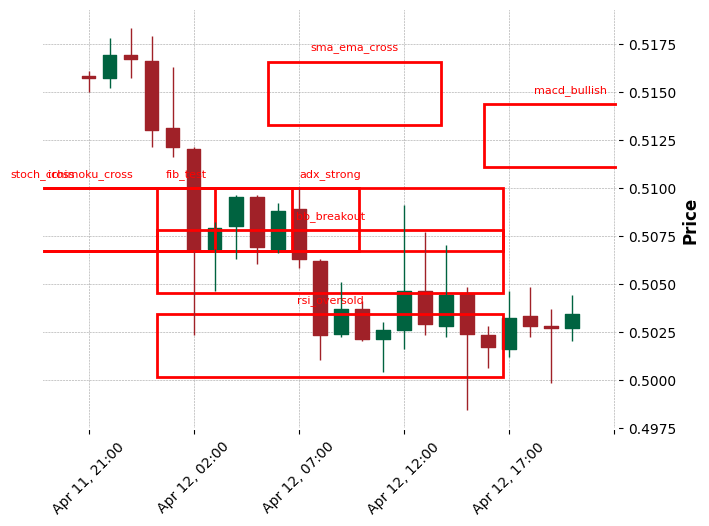 sma_ema_cross
0.5175
macd_bullish
0.5150
0.5125
adx_strong
0.5100
Price
0.5075
0.5050
rsi_oversold
0.5025
0.5000
0.4975
Apr 11, 21:00
Apr 12, 02:00
Apr 12, 07:00
Apr 12, 12:00
Apr 12, 17:00